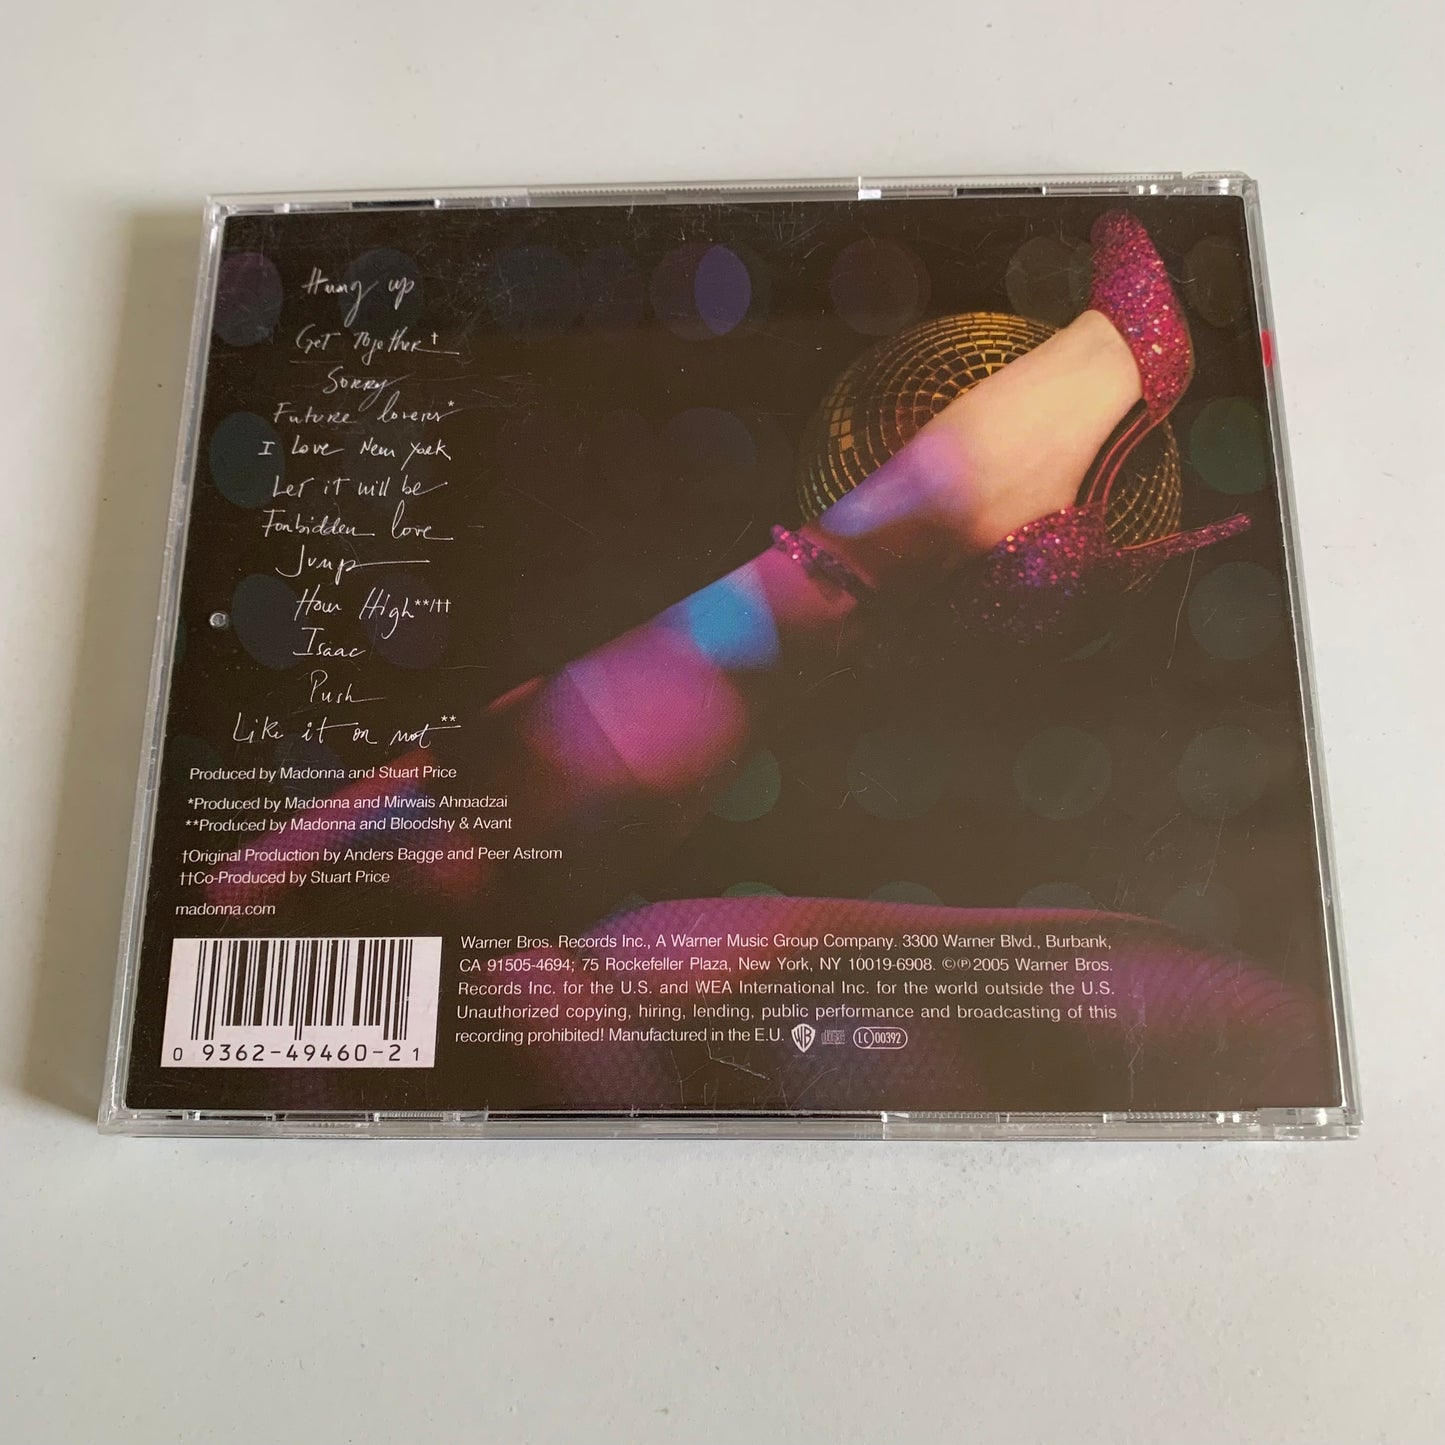 Hung up
Get Together†
Sorry
Future lovers*
I Love New York
Let it will be
Forbidden love
Jump
How High**/††
Isaac
Push
Like it or not**
Produced by Madonna and Stuart Price
*Produced by Madonna and Mirwais Ahmadzai
**Produced by Madonna and Bloodshy & Avant
†Original Production by Anders Bagge and Peer Astrom
††Co-Produced by Stuart Price
madonna.com
0 9362-49460-2 1
Warner Bros. Records Inc., A Warner Music Group Company. 3300 Warner Blvd., Burbank,
CA 91505-4694; 75 Rockefeller Plaza, New York, NY 10019-6908. ©℗2005 Warner Bros.
Records Inc. for the U.S. and WEA International Inc. for the world outside the U.S.
Unauthorized copying, hiring, lending, public performance and broadcasting of this
recording prohibited! Manufactured in the E.U. WB LC 00392